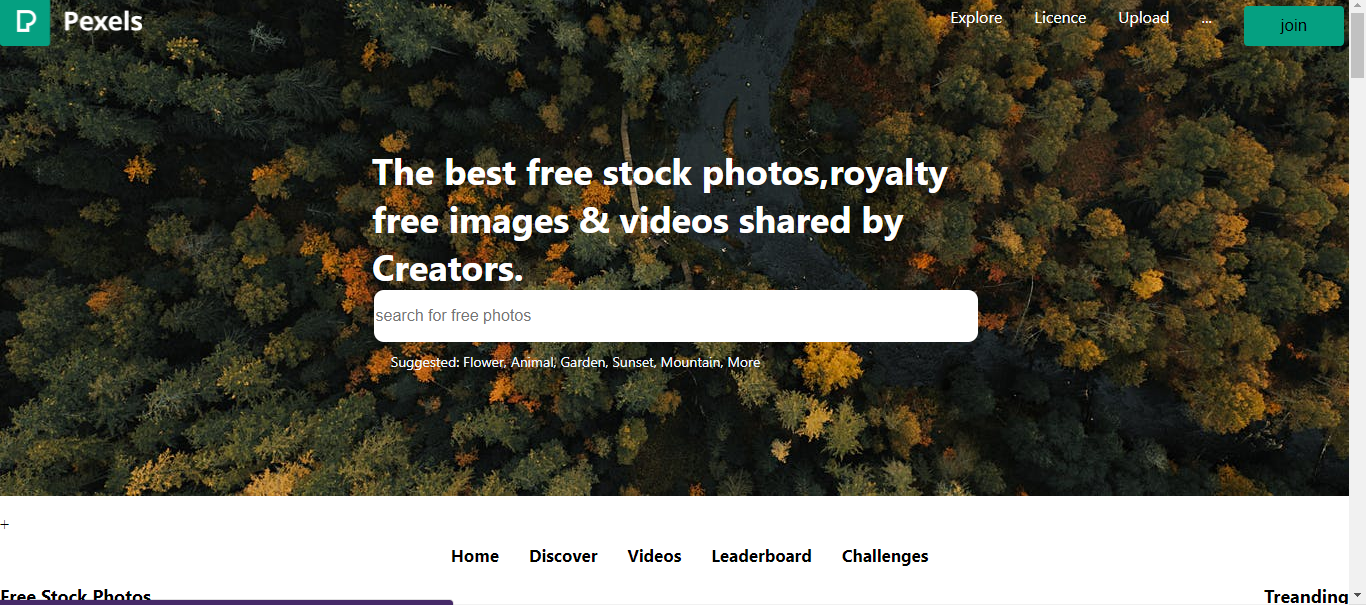 Pexels
Explore Licence Upload ... join
The best free stock photos,royalty
free images & videos shared by
Creators.
search for free photos
Suggested: Flower, Animal, Garden, Sunset, Mountain, More
+
Home Discover Videos Leaderboard Challenges
Free Stock Photos Treanding